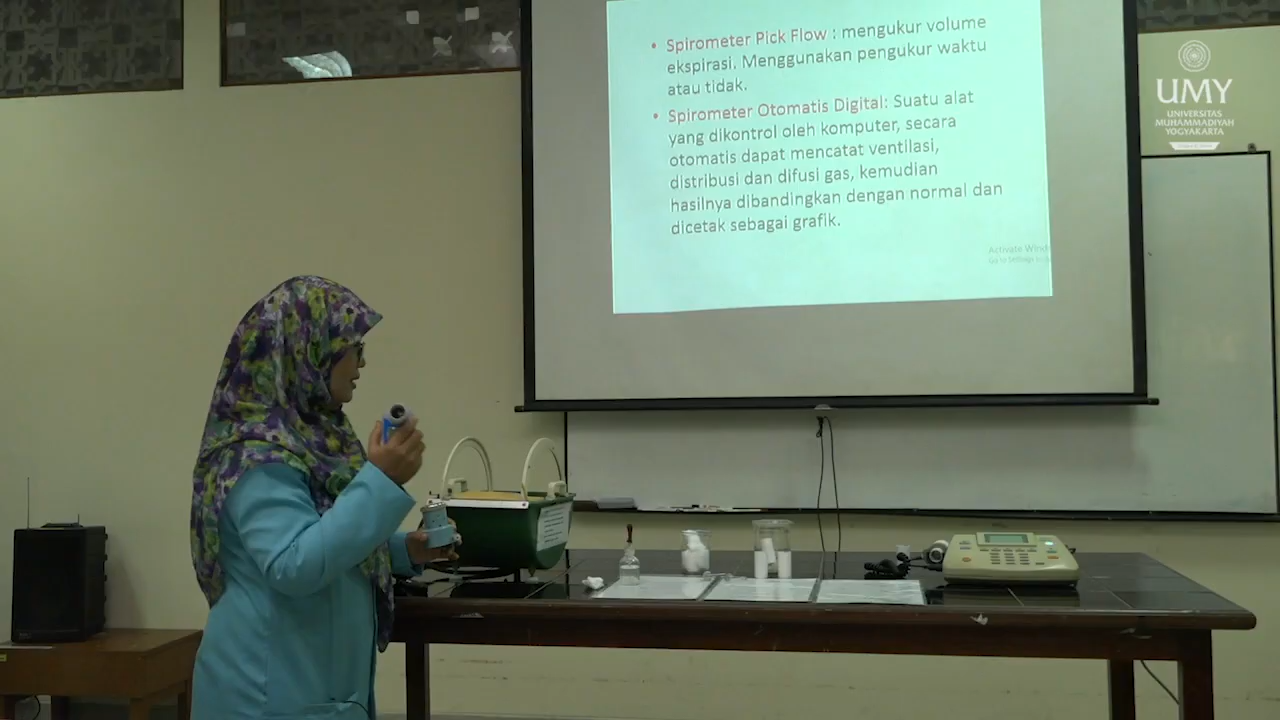 • Spirometer Pick Flow : mengukur volume
ekspirasi. Menggunakan pengukur waktu
atau tidak.
• Spirometer Otomatis Digital: Suatu alat
yang dikontrol oleh komputer, secara
otomatis dapat mencatat ventilasi,
distribusi dan difusi gas, kemudian
hasilnya dibandingkan dengan normal dan
dicetak sebagai grafik.
Activate Wind
UMY
UNIVERSITAS
MUHAMMADIYAH
YOGYAKARTA